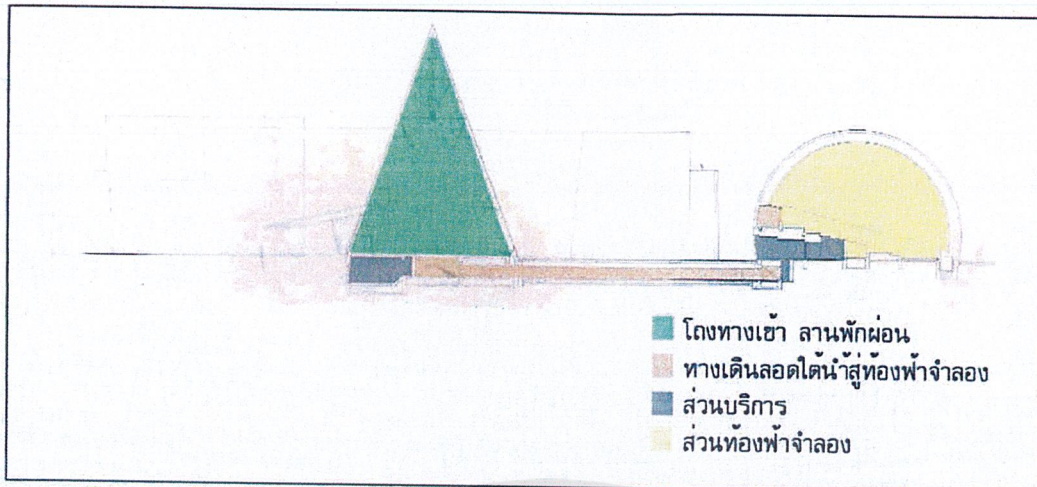 โถงทางเข้า ลานพักผ่อน
ทางเดินลอดใต้น้ำสู่ท้องฟ้าจำลอง
ส่วนบริการ
ส่วนท้องฟ้าจำลอง